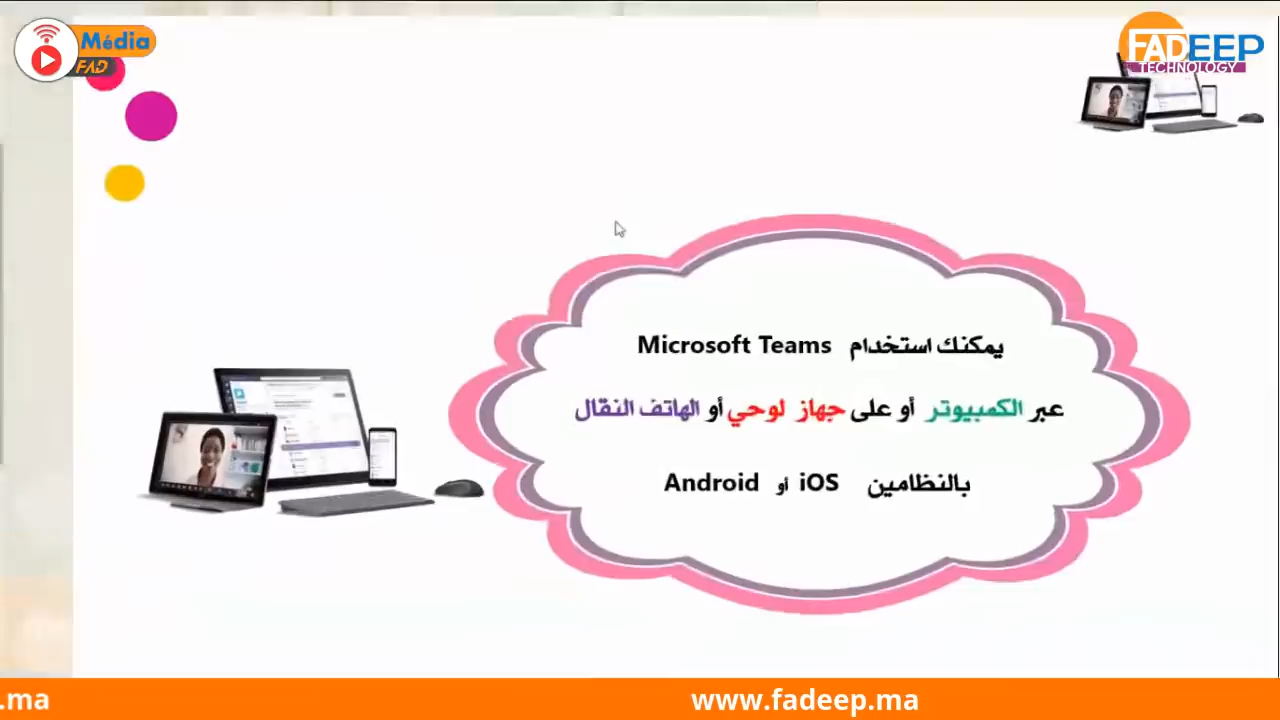 Média
FAD
FADEEP
TECHNOLOGY
يمكنك استخدام Microsoft Teams
عبر الكمبيوتر أو على جهاز لوحي أو الهاتف النقال
بالنظامين iOS أو Android
.ma
www.fadeep.ma